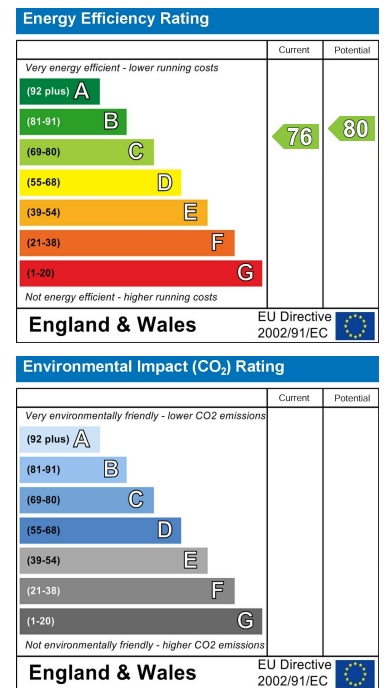 Energy Efficiency Rating
Current Potential
Very energy efficient - lower running costs
(92 plus) A
(81-91) B
(69-80) C
(55-68) D
(39-54) E
(21-38) F
(1-20) G
76 80
Not energy efficient - higher running costs
England & Wales
EU Directive
2002/91/EC
Environmental Impact (CO₂) Rating
Current Potential
Very environmentally friendly - lower CO2 emissions
(92 plus) A
(81-91) B
(69-80) C
(55-68) D
(39-54) E
(21-38) F
(1-20) G
Not environmentally friendly - higher CO2 emissions
England & Wales
EU Directive
2002/91/EC